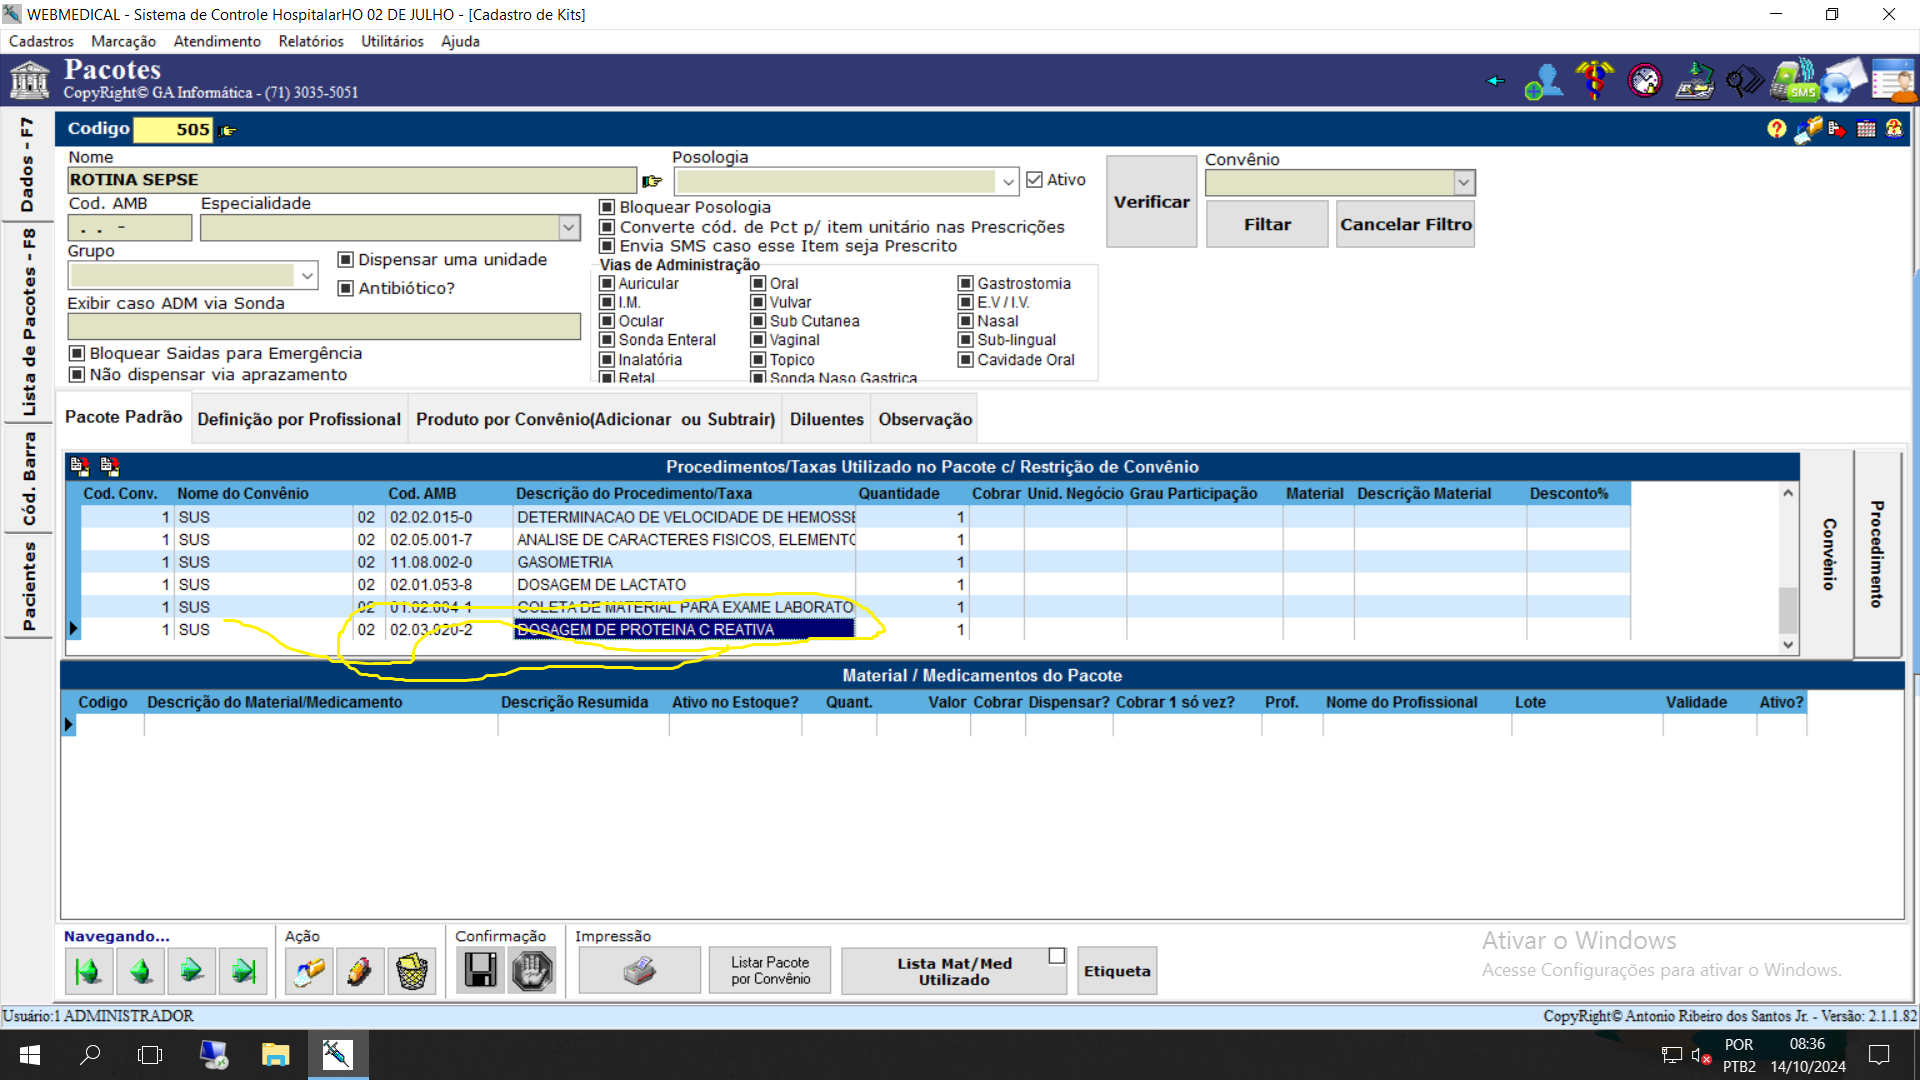 WEBMEDICAL - Sistema de Controle HospitalarHO 02 DE JULHO - [Cadastro de Kits]
Cadastros Marcação Atendimento Relatórios Utilitários Ajuda
Pacotes
CopyRight© GA Informática - (71) 3035-5051
SMS
Dados - F7
Lista de Pacotes - F8
Cód. Barra
Pacientes
Codigo 505
Nome
ROTINA SEPSE
Posologia
Ativo
Verificar
Convênio
Filtar
Cancelar Filtro
Cod. AMB
. . -
Especialidade
Bloquear Posologia
Converte cód. de Pct p/ item unitário nas Prescrições
Envia SMS caso esse Item seja Prescrito
Grupo
Dispensar uma unidade
Antibiótico?
Exibir caso ADM via Sonda
Bloquear Saidas para Emergência
Não dispensar via aprazamento
Vias de Administração
Auricular Oral Gastrostomia
I.M. Vulvar E.V / I.V.
Ocular Sub Cutanea Nasal
Sonda Enteral Vaginal Sub-lingual
Inalatória Topico Cavidade Oral
Retal Sonda Naso Gastrica
Pacote Padrão Definição por Profissional Produto por Convênio(Adicionar ou Subtrair) Diluentes Observação
Procedimentos/Taxas Utilizado no Pacote c/ Restrição de Convênio
Cod. Conv. Nome do Convênio Cod. AMB Descrição do Procedimento/Taxa Quantidade Cobrar Unid. Negócio Grau Participação Material Descrição Material Desconto%
1 SUS 02 02.02.015-0 DETERMINACAO DE VELOCIDADE DE HEMOSSE 1
1 SUS 02 02.05.001-7 ANALISE DE CARACTERES FISICOS, ELEMENTO 1
1 SUS 02 11.08.002-0 GASOMETRIA 1
1 SUS 02 02.01.053-8 DOSAGEM DE LACTATO 1
1 SUS 02 01.02.004-1 COLETA DE MATERIAL PARA EXAME LABORATO 1
1 SUS 02 02.03.020-2 DOSAGEM DE PROTEINA C REATIVA 1
Convênio
Procedimento
Material / Medicamentos do Pacote
Codigo Descrição do Material/Medicamento Descrição Resumida Ativo no Estoque? Quant. Valor Cobrar Dispensar? Cobrar 1 só vez? Prof. Nome do Profissional Lote Validade Ativo?
Navegando...
Ação
Confirmação
Impressão
Listar Pacote
por Convênio
Lista Mat/Med
Utilizado
Etiqueta
Ativar o Windows
Acesse Configurações para ativar o Windows.
Usuário:1 ADMINISTRADOR
CopyRight© Antonio Ribeiro dos Santos Jr. - Versão: 2.1.1.82
POR
PTB2
08:36
14/10/2024